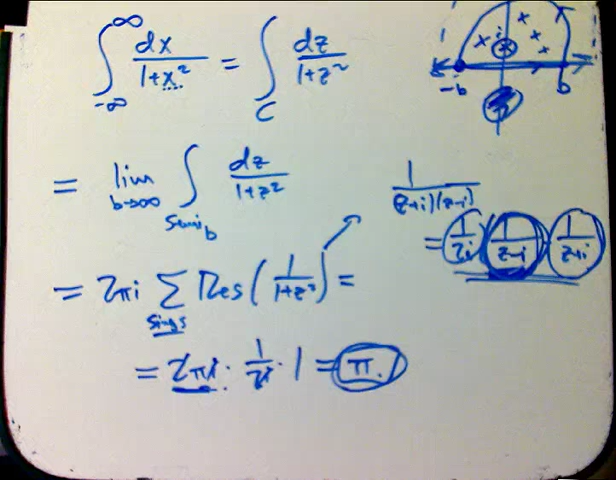 ∫_{-∞}^{∞} dx/(1+x²) = ∫_C dz/(1+z²)
i
-b b
= lim_{b→∞} ∫_{Semi_b} dz/(1+z²)
1/((z+i)(z-i))
= (1/2i) (1/(z-i) - 1/(z+i))
= 2πi ∑_{sings} Res(1/(1+z²)) =
= 2πi · 1/2i · 1 = π.